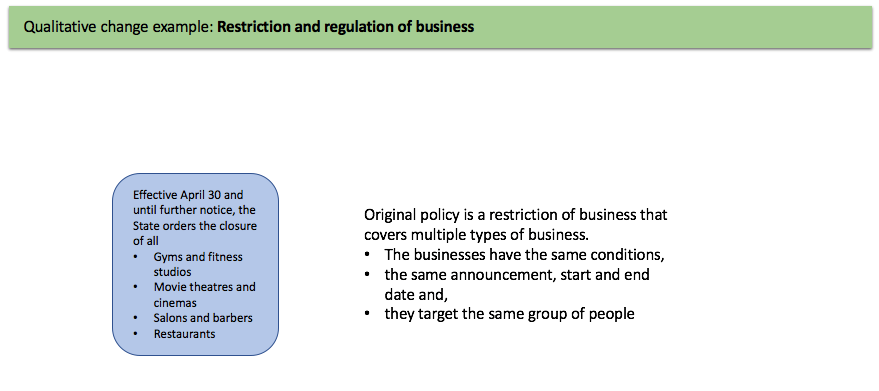 Qualitative change example: Restriction and regulation of business
Effective April 30 and
until further notice, the
State orders the closure
of all
• Gyms and fitness
studios
• Movie theatres and
cinemas
• Salons and barbers
• Restaurants
Original policy is a restriction of business that
covers multiple types of business.
• The businesses have the same conditions,
• the same announcement, start and end
date and,
• they target the same group of people